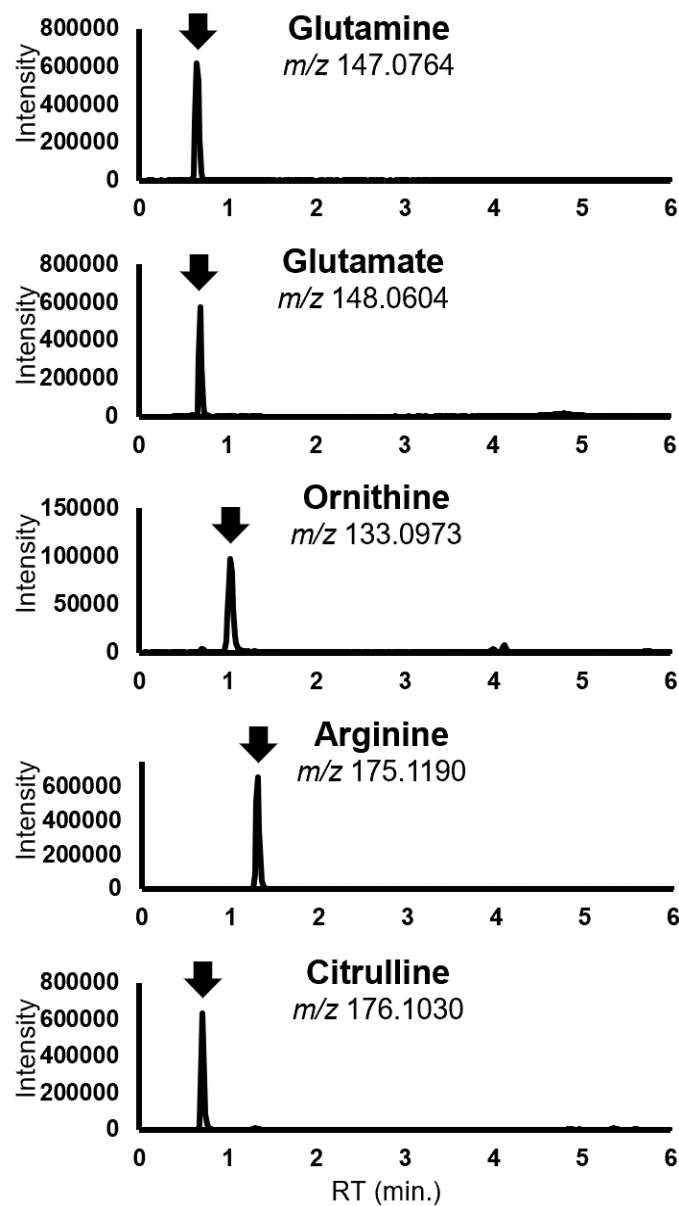 Glutamine
m/z 147.0764
Intensity
800000
600000
400000
200000
0
0 1 2 3 4 5 6
Glutamate
m/z 148.0604
Intensity
800000
600000
400000
200000
0
0 1 2 3 4 5 6
Ornithine
m/z 133.0973
Intensity
150000
100000
50000
0
0 1 2 3 4 5 6
Arginine
m/z 175.1190
Intensity
600000
400000
200000
0
0 1 2 3 4 5 6
Citrulline
m/z 176.1030
Intensity
800000
600000
400000
200000
0
0 1 2 3 4 5 6
RT (min.)